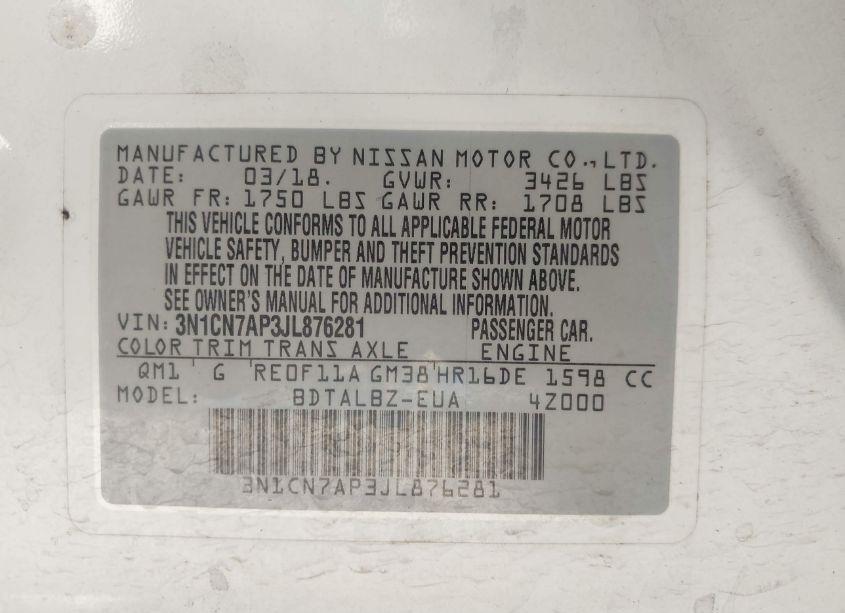 MANUFACTURED BY NISSAN MOTOR CO.,LTD.
DATE: 03/18. GVWR: 3426 LBS
GAWR FR: 1750 LBS GAWR RR: 1708 LBS
THIS VEHICLE CONFORMS TO ALL APPLICABLE FEDERAL MOTOR
VEHICLE SAFETY, BUMPER AND THEFT PREVENTION STANDARDS
IN EFFECT ON THE DATE OF MANUFACTURE SHOWN ABOVE.
SEE OWNER'S MANUAL FOR ADDITIONAL INFORMATION.
VIN: 3N1CN7AP3JL876281 PASSENGER CAR.
COLOR TRIM TRANS AXLE ENGINE
QM1 G RE0F11A GM38 HR16DE 1598 CC
MODEL: BDTALBZ-EUA 4Z000
3N1CN7AP3JL876281